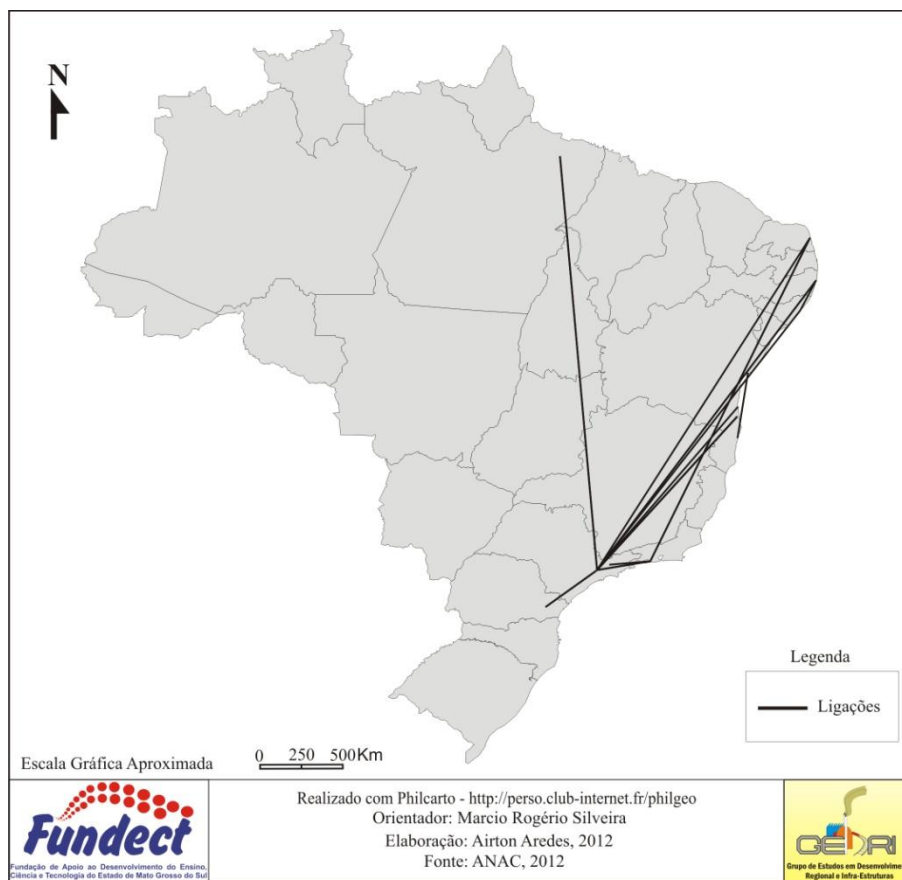 N
Legenda
Ligações
Escala Gráfica Aproximada
0 250 500Km
Fundect
Fundação de Apoio ao Desenvolvimento do Ensino,
Ciência e Tecnologia do Estado de Mato Grosso do Sul
Realizado com Philcarto - http://perso.club-internet.fr/philgeo
Orientador: Marcio Rogério Silveira
Elaboração: Airton Aredes, 2012
Fonte: ANAC, 2012
GEDRI
Grupo de Estudos em Desenvolvimento
Regional e Infra-Estruturas